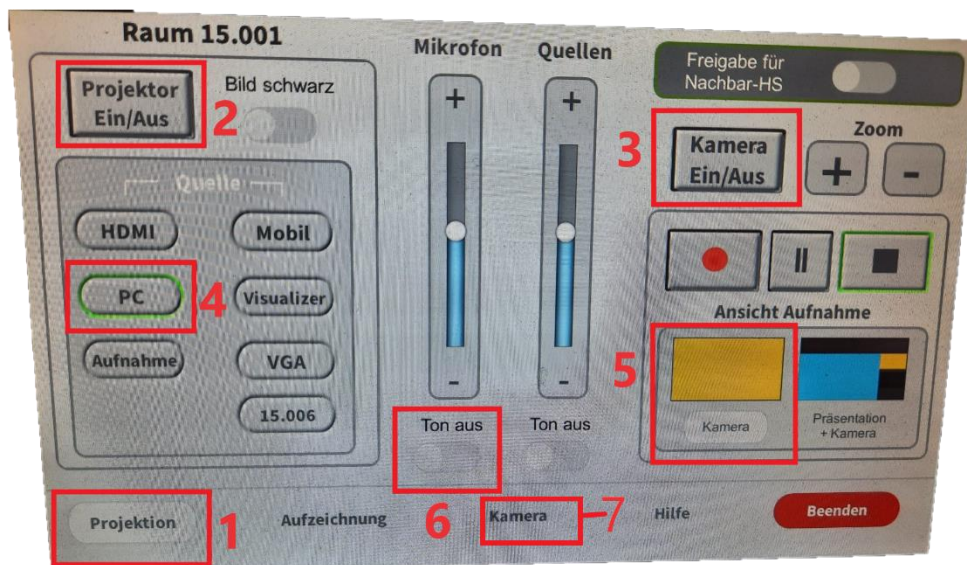 Raum 15.001
Projektor
Ein/Aus
2
Bild schwarz
Quelle
HDMI
Mobil
PC
4
Visualizer
Aufnahme
VGA
15.006
Mikrofon
Quellen
+
+
-
-
Ton aus
Ton aus
Freigabe für
Nachbar-HS
3
Kamera
Ein/Aus
Zoom
+
-
Ansicht Aufnahme
5
Kamera
Präsentation
+ Kamera
Projektion
1
Aufzeichnung
6
Kamera
7
Hilfe
Beenden